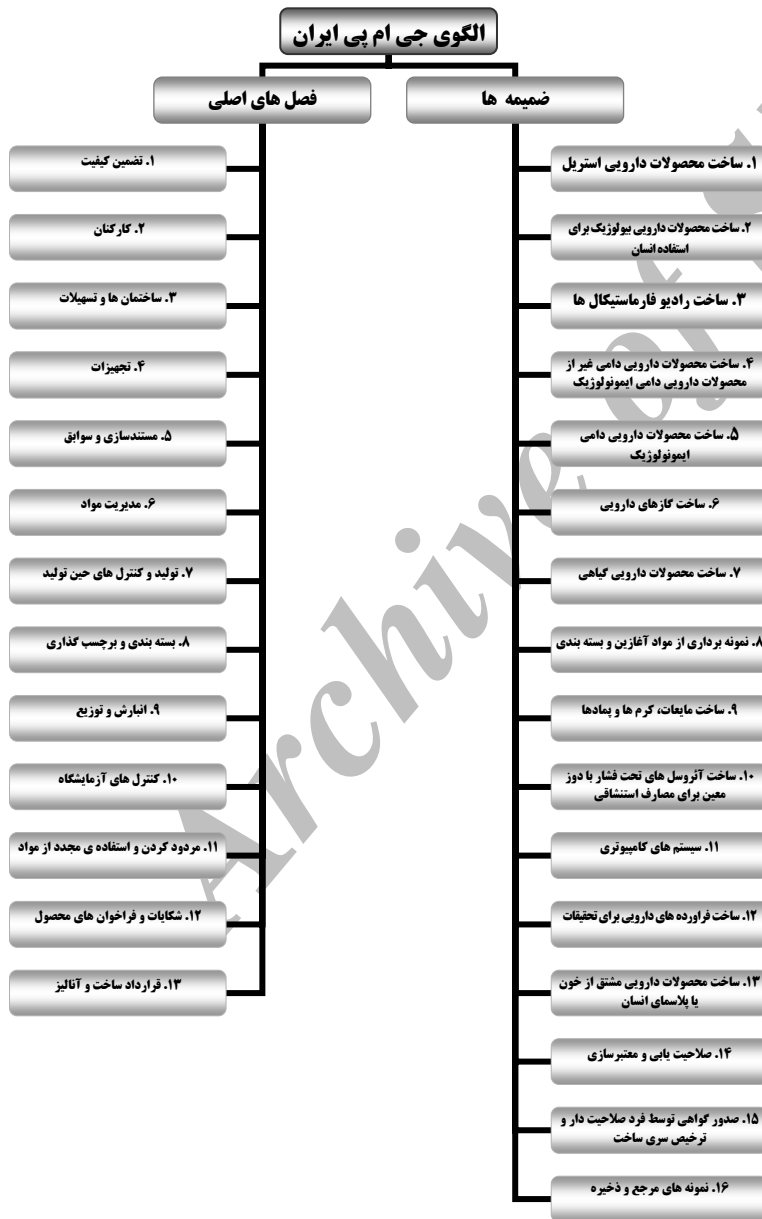 الگوی جی ام پی ایران
ضمیمه ها
۱. ساخت محصولات دارویی استریل
۲. ساخت محصولات دارویی بیولوژیک برای
استفاده انسان
۳. ساخت رادیو فارماستیکال ها
۴. ساخت محصولات دارویی دامی غیر از
محصولات دارویی دامی ایمونولوژیک
۵. ساخت محصولات دارویی دامی
ایمونولوژیک
۶. ساخت گازهای دارویی
۷. ساخت محصولات دارویی گیاهی
۸. نمونه برداری از مواد آغازین و بسته بندی
۹. ساخت مایعات، کرم ها و پمادها
۱۰. ساخت آئروسل های تحت فشار با دوز
معین برای مصارف استنشاقی
۱۱. سیستم های کامپیوتری
۱۲. ساخت فراورده های دارویی برای تحقیقات
۱۳. ساخت محصولات دارویی مشتق از خون
یا پلاسمای انسان
۱۴. صلاحیت یابی و معتبرسازی
۱۵. صدور گواهی توسط فرد صلاحیت دار و
ترخیص سری ساخت
۱۶. نمونه های مرجع و ذخیره
فصل های اصلی
۱. تضمین کیفیت
۲. کارکنان
۳. ساختمان ها و تسهیلات
۴. تجهیزات
۵. مستندسازی و سوابق
۶. مدیریت مواد
۷. تولید و کنترل های حین تولید
۸. بسته بندی و برچسب گذاری
۹. انبارش و توزیع
۱۰. کنترل های آزمایشگاه
۱۱. مردود کردن و استفاده ی مجدد از مواد
۱۲. شکایات و فراخوان های محصول
۱۳. قرارداد ساخت و آنالیز
Archive of